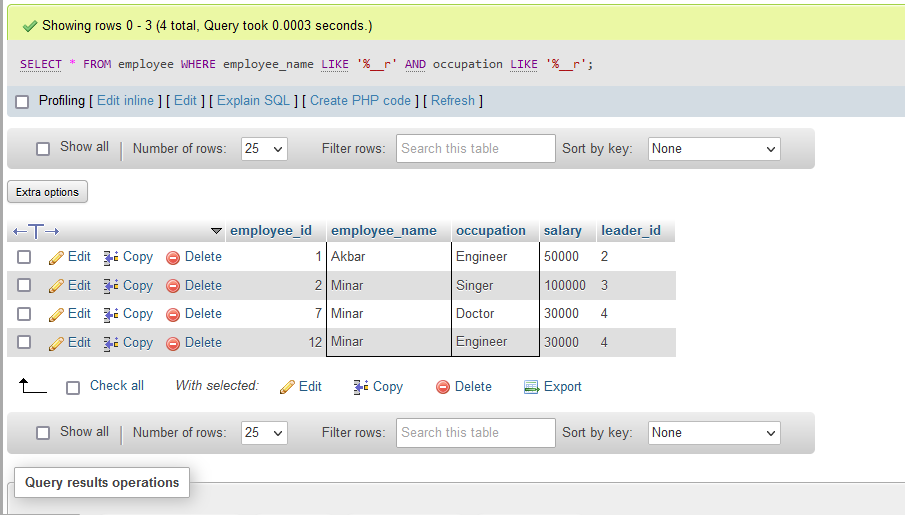 Showing rows 0 - 3 (4 total, Query took 0.0003 seconds.)
SELECT * FROM employee WHERE employee_name LIKE '%__r' AND occupation LIKE '%__r';
Profiling [ Edit inline ] [ Edit ] [ Explain SQL ] [ Create PHP code ] [ Refresh ]
Show all Number of rows: 25 Filter rows: Search this table Sort by key: None
Extra options
employee_id employee_name occupation salary leader_id
Edit Copy Delete 1 Akbar Engineer 50000 2
Edit Copy Delete 2 Minar Singer 100000 3
Edit Copy Delete 7 Minar Doctor 30000 4
Edit Copy Delete 12 Minar Engineer 30000 4
Check all With selected: Edit Copy Delete Export
Show all Number of rows: 25 Filter rows: Search this table Sort by key: None
Query results operations